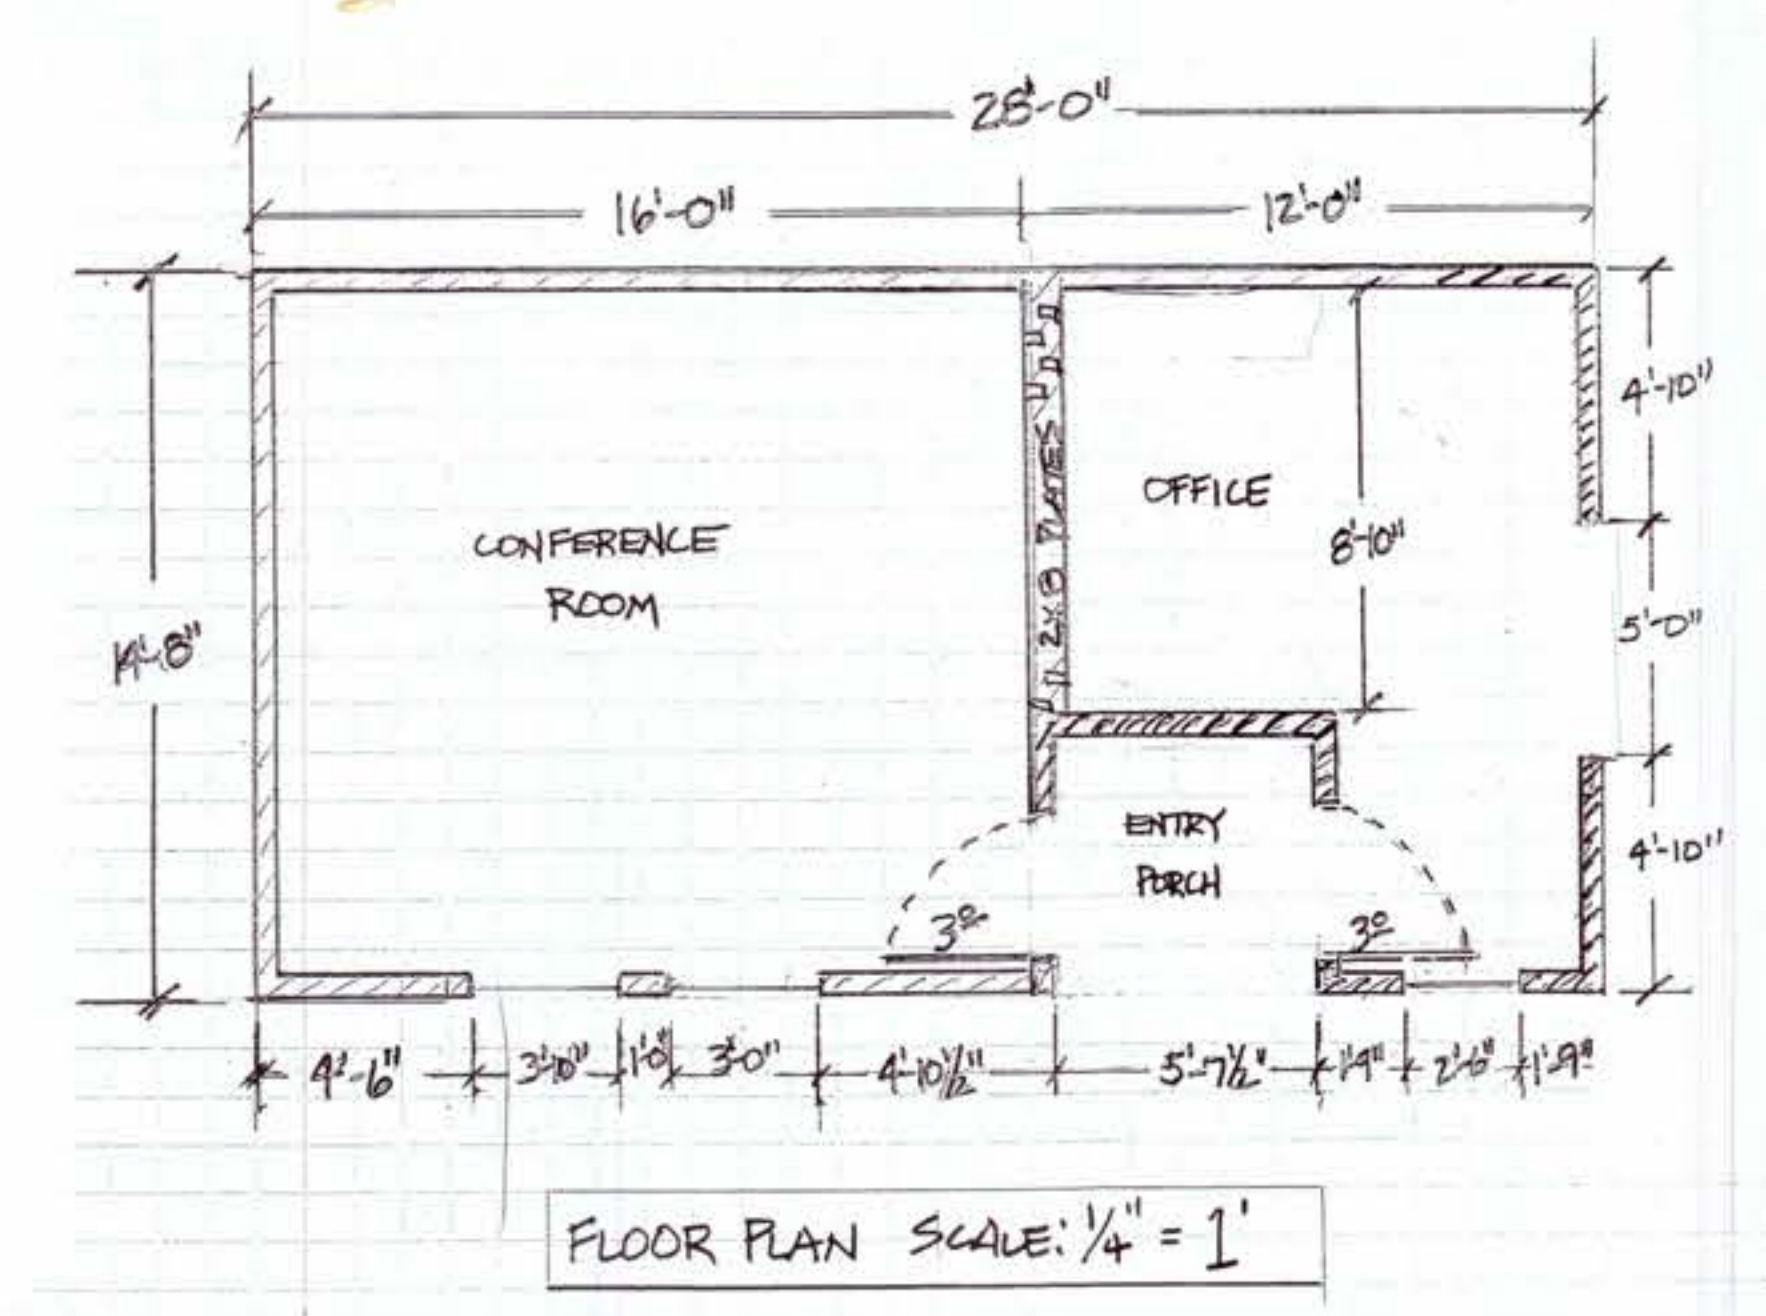 28'-0"
16'-0"
12'-0"
4'-10"
2x8 PLATES
OFFICE
CONFERENCE
ROOM
8'-10"
14'-8"
5'-0"
ENTRY
PORCH
4'-10"
3º
3º
4'-6"
3'-0"
1'-0"
3'-0"
4'-10½"
5'-7½"
1'-9"
2'-6"
1'-9"
FLOOR PLAN SCALE: ¼" = 1'